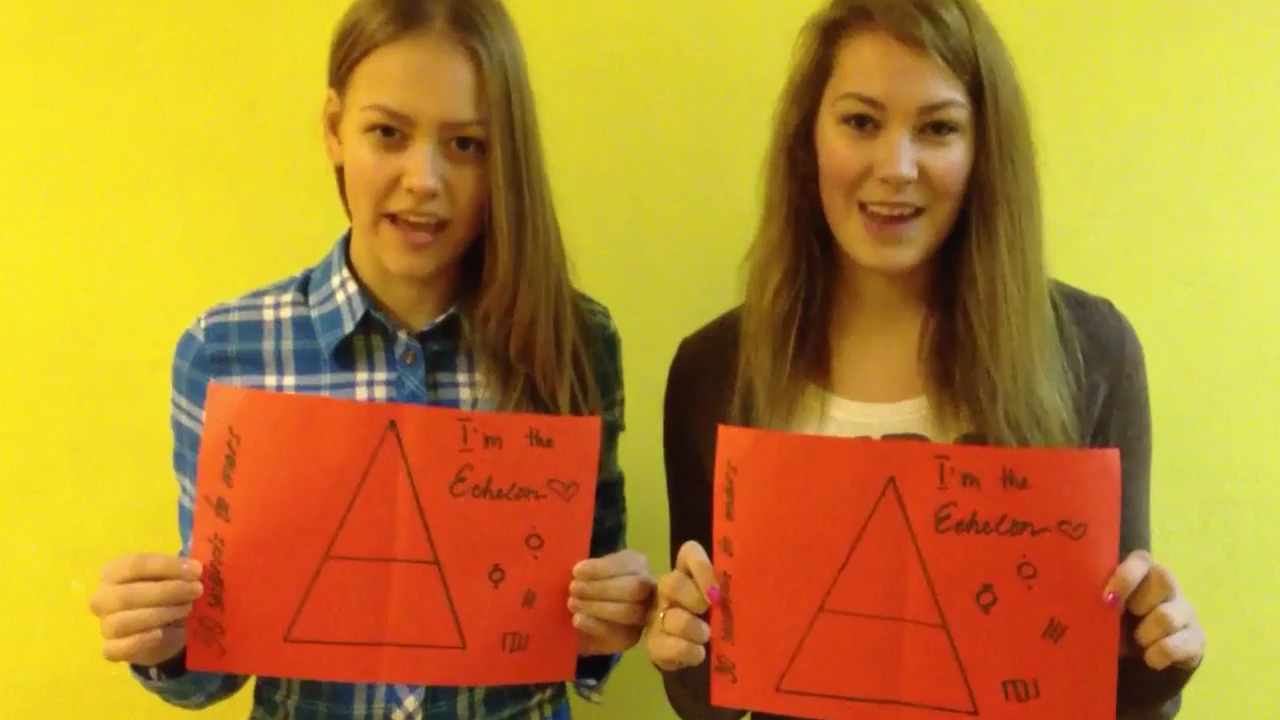 30 seconds to mars
I'm the
Echelon
30 seconds to mars
I'm the
Echelon